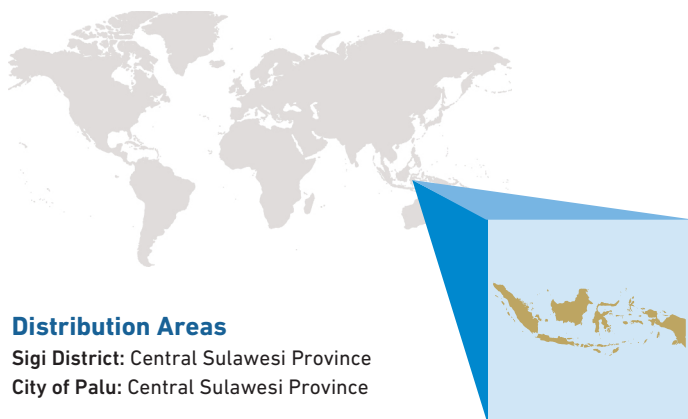 Distribution Areas
Sigi District: Central Sulawesi Province
City of Palu: Central Sulawesi Province